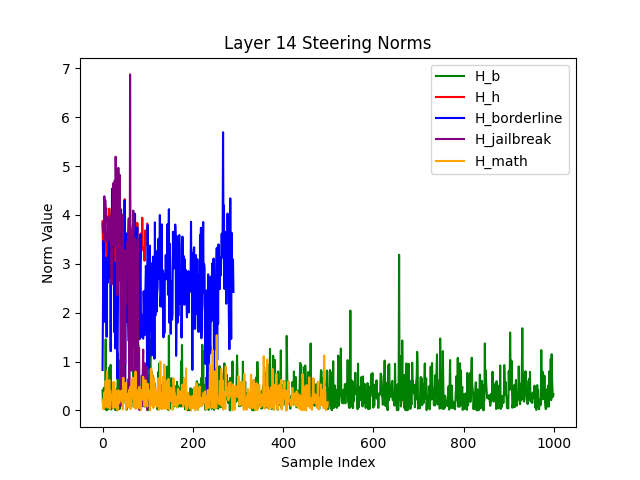 Layer 14 Steering Norms
H_b
H_h
H_borderline
H_jailbreak
H_math
Norm Value
7
6
5
4
3
2
1
0
0 200 400 600 800 1000
Sample Index